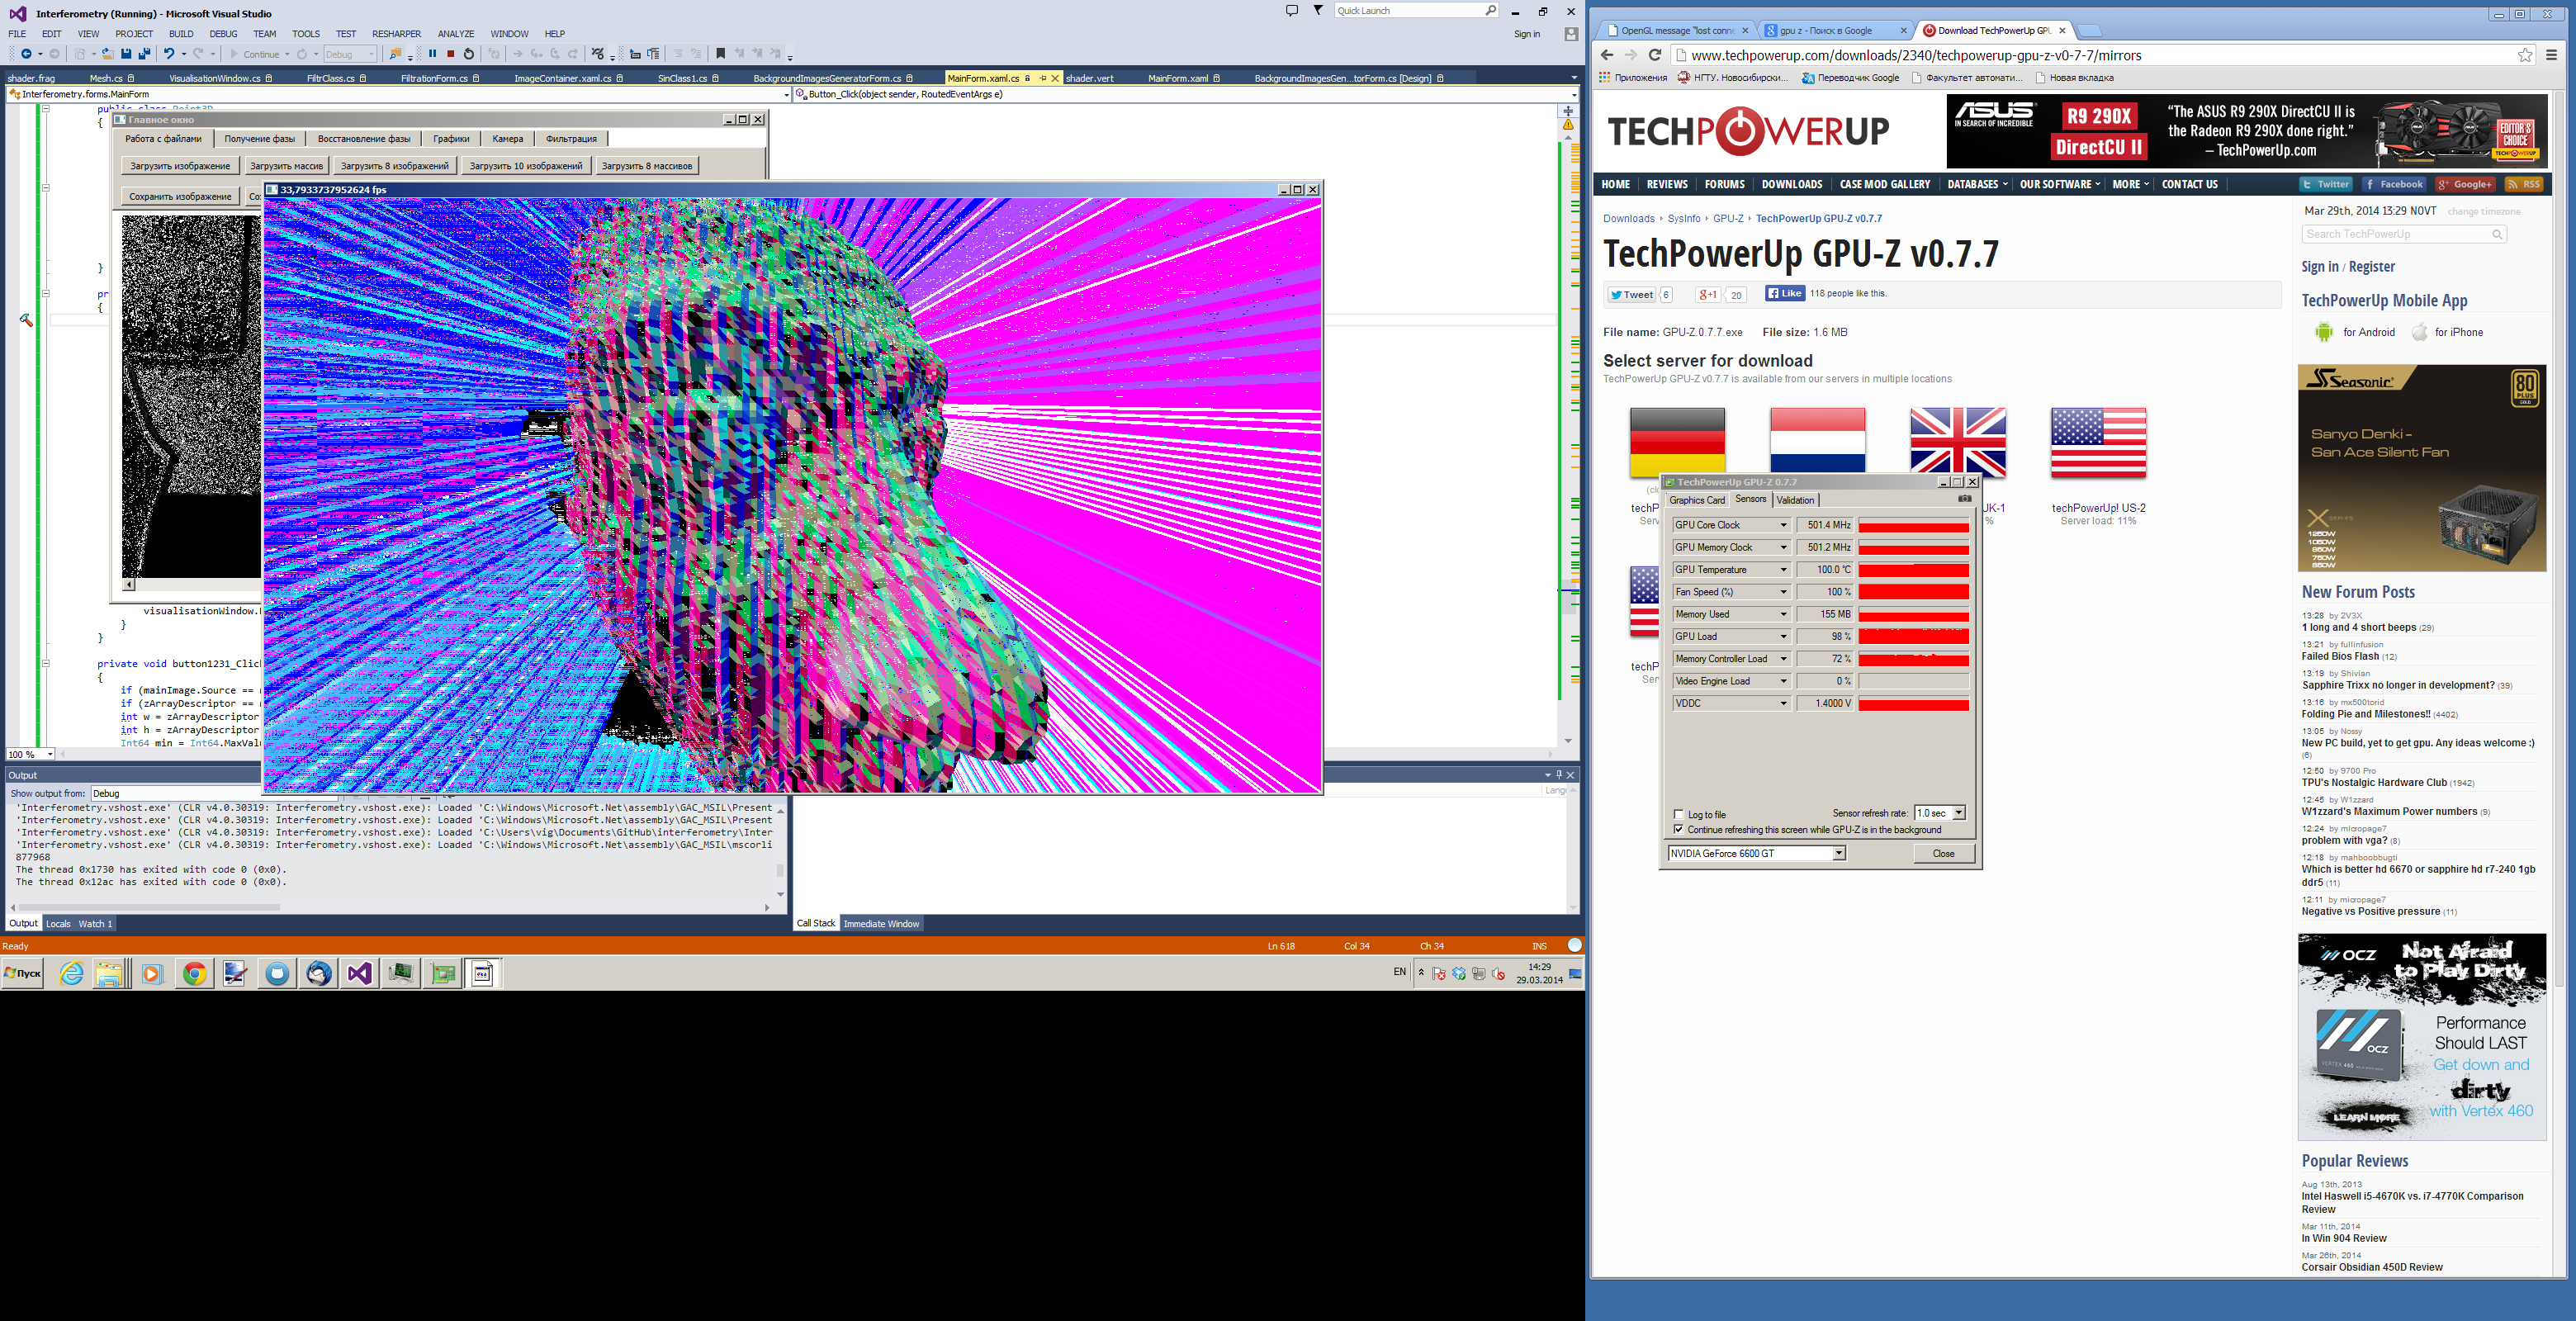 Interferometry (Running) - Microsoft Visual Studio
Quick Launch
FILE EDIT VIEW PROJECT BUILD DEBUG TEAM TOOLS TEST RESHARPER ANALYZE WINDOW HELP
Sign in
Continue
Debug
shader.frag Mesh.cs VisualisationWindow.cs FiltrClass.cs FiltrationForm.cs ImageContainer.xaml.cs SinClass1.cs BackgroundImagesGeneratorForm.cs MainForm.xaml.cs shader.vert MainForm.xaml BackgroundImagesGen...torForm.cs [Design]
Interferometry.forms.MainForm
Button_Click(object sender, RoutedEventArgs e)
public class Point3D
{
Главное окно
Работа с файлами Получение фазы Восстановление фазы Графики Камера Фильтрация
Загрузить изображение Загрузить массив Загрузить 8 изображений Загрузить 10 изображений Загрузить 8 массивов
Сохранить изображение
33,7933737952624 fps
}
pr
{
visualisationWindow.
}
}
private void button1231_Clic
{
if (mainImage.Source ==
if (zArrayDescriptor ==
int w = zArrayDescriptor
int h = zArrayDescriptor
Int64 min = Int64.MaxVal
100 %
Output
Show output from: Debug
'Interferometry.vshost.exe' (CLR v4.0.30319: Interferometry.vshost.exe): Loaded 'C:\Windows\Microsoft.Net\assembly\GAC_MSIL\Present
'Interferometry.vshost.exe' (CLR v4.0.30319: Interferometry.vshost.exe): Loaded 'C:\Windows\Microsoft.Net\assembly\GAC_MSIL\Present
'Interferometry.vshost.exe' (CLR v4.0.30319: Interferometry.vshost.exe): Loaded 'C:\Users\vig\Documents\GitHub\interferometry\Inter
'Interferometry.vshost.exe' (CLR v4.0.30319: Interferometry.vshost.exe): Loaded 'C:\Windows\Microsoft.Net\assembly\GAC_MSIL\mscorli
877968
The thread 0x1730 has exited with code 0 (0x0).
The thread 0x12ac has exited with code 0 (0x0).
Output Locals Watch 1
Lang
Call Stack Immediate Window
Ready
Ln 618 Col 34 Ch 34 INS
Пуск
EN
14:29
29.03.2014
OpenGL message "lost conne
gpu z - Поиск в Google
Download TechPowerUp GPU
www.techpowerup.com/downloads/2340/techpowerup-gpu-z-v0-7-7/mirrors
Приложения НГТУ. Новосибирски... Переводчик Google Факультет автомати... Новая вкладка
TECHPOWERUP
ASUS
IN SEARCH OF INCREDIBLE
R9 290X
DirectCU II
"The ASUS R9 290X DirectCU II is
the Radeon R9 290X done right."
— TechPowerUp.com
EDITOR'S
CHOICE
HOME REVIEWS FORUMS DOWNLOADS CASE MOD GALLERY DATABASES OUR SOFTWARE MORE CONTACT US
Twitter Facebook Google+ RSS
Downloads SysInfo GPU-Z TechPowerUp GPU-Z v0.7.7
TechPowerUp GPU-Z v0.7.7
Tweet 6 +1 20 Like 118 people like this.
File name: GPU-Z.0.7.7.exe File size: 1.6 MB
Select server for download
TechPowerUp GPU-Z v0.7.7 is available from our servers in multiple locations
techP
Serv
UK-1
%
techPowerUp! US-2
Server load: 11%
techP
Ser
TechPowerUp GPU-Z 0.7.7
Graphics Card Sensors Validation
GPU Core Clock 501.4 MHz
GPU Memory Clock 501.2 MHz
GPU Temperature 100.0 °C
Fan Speed (%) 100 %
Memory Used 155 MB
GPU Load 98 %
Memory Controller Load 72 %
Video Engine Load 0 %
VDDC 1.4000 V
Log to file
Sensor refresh rate: 1.0 sec
Continue refreshing this screen while GPU-Z is in the background
NVIDIA GeForce 6600 GT
Close
Mar 29th, 2014 13:29 NOVT change timezone
Search TechPowerUp
Sign in / Register
TechPowerUp Mobile App
for Android for iPhone
Seasonic
80
PLUS
GOLD
Sanyo Denki –
San Ace Silent Fan
X SERIES
1250W
1050W
850W
750W
650W
New Forum Posts
13:28 by 2V3X
1 long and 4 short beeps (29)
13:21 by fullinfusion
Failed Bios Flash (12)
13:19 by Shivian
Sapphire Trixx no longer in development? (39)
13:16 by mx500torid
Folding Pie and Milestones!! (4402)
13:05 by Nossy
New PC build, yet to get gpu. Any ideas welcome :)
(6)
12:50 by 9700 Pro
TPU's Nostalgic Hardware Club (1942)
12:45 by W1zzard
W1zzard's Maximum Power numbers (9)
12:24 by micropage7
problem with vga? (8)
12:18 by mahboobbugti
Which is better hd 6670 or sapphire hd r7-240 1gb
ddr5 (11)
12:11 by micropage7
Negative vs Positive pressure (11)
OCZ
Not Afraid
to Play Dirty
Performance
Should LAST
Get down and
dirty
with Vertex 460
OCZ
VERTEX 460
LEARN MORE
Popular Reviews
Aug 13th, 2013
Intel Haswell i5-4670K vs. i7-4770K Comparison
Review
Mar 11th, 2014
In Win 904 Review
Mar 26th, 2014
Corsair Obsidian 450D Review